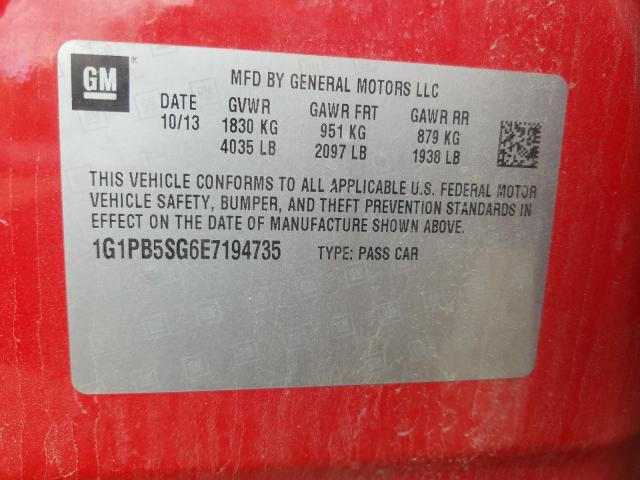 GM ®
MFD BY GENERAL MOTORS LLC
DATE GVWR GAWR FRT GAWR RR
10/13 1830 KG 951 KG 879 KG
4035 LB 2097 LB 1938 LB
THIS VEHICLE CONFORMS TO ALL APPLICABLE U.S. FEDERAL MOTOR
VEHICLE SAFETY, BUMPER, AND THEFT PREVENTION STANDARDS IN
EFFECT ON THE DATE OF MANUFACTURE SHOWN ABOVE.
1G1PB5SG6E7194735 TYPE: PASS CAR